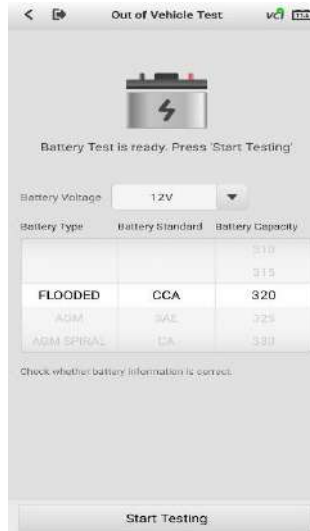 Out of Vehicle Test
vci
Battery Test is ready. Press 'Start Testing'
Battery Voltage 12V
Battery Type Battery Standard Battery Capacity
310
315
FLOODED CCA 320
AGM SAE 325
AGM SPIRAL CA 330
Check whether battery information is correct.
Start Testing